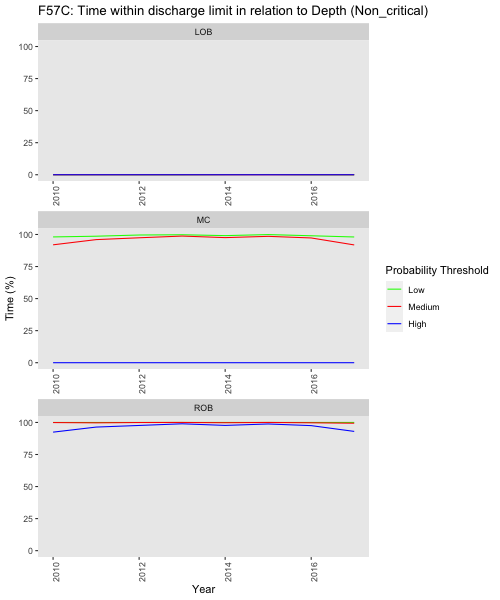 F57C: Time within discharge limit in relation to Depth (Non_critical)
LOB
100
75
50
25
0
2010
2012
2014
2016
MC
100
75
50
25
0
2010
2012
2014
2016
ROB
100
75
50
25
0
2010
2012
2014
2016
Time (%)
Year
Probability Threshold
Low
Medium
High